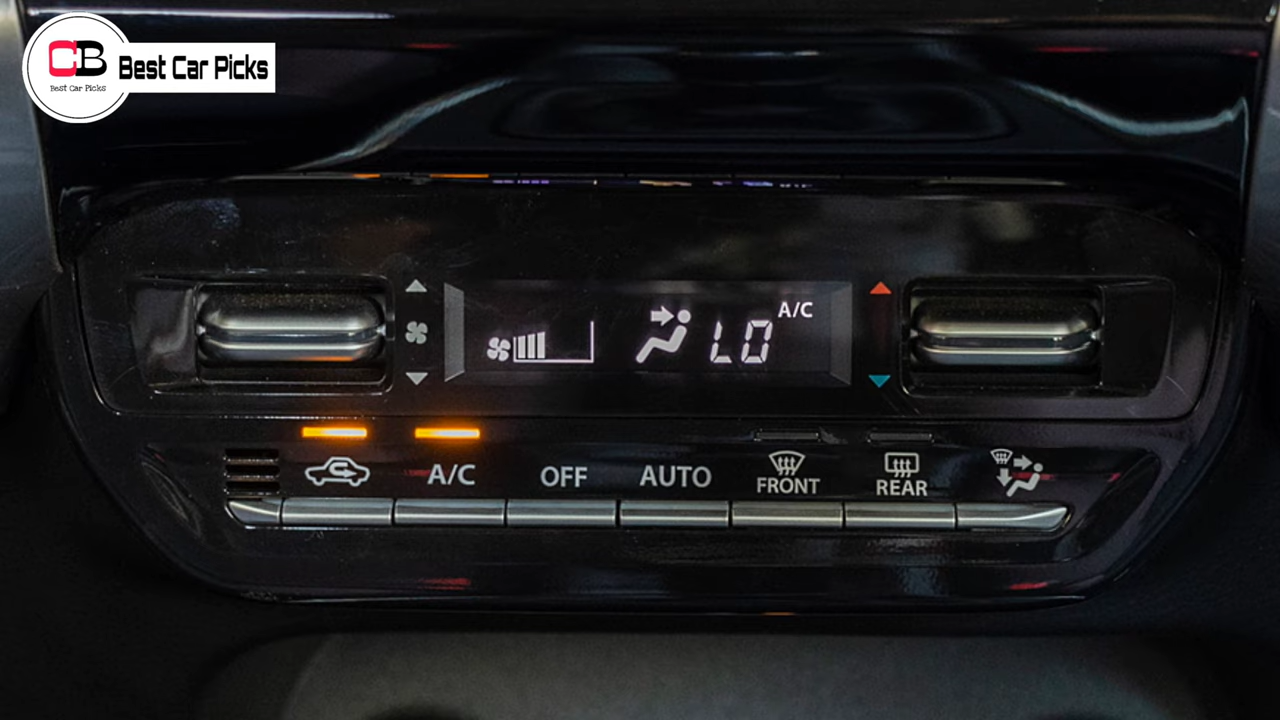 CB
Best Car Picks
Best Car Picks
A/C
LO
A/C
OFF
AUTO
FRONT
REAR